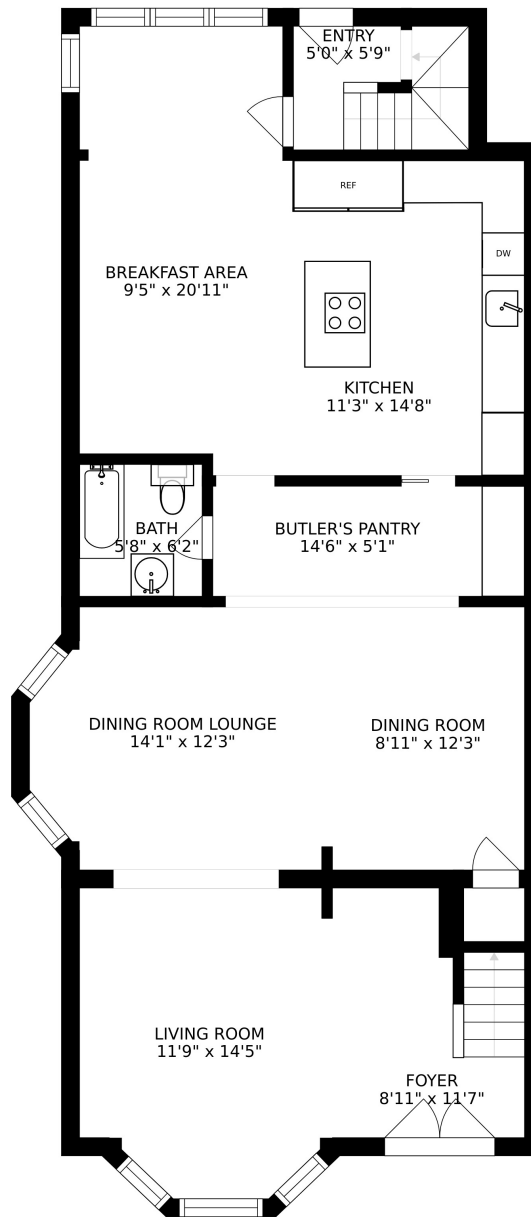 ENTRY
5'0" x 5'9"
REF
DW
BREAKFAST AREA
9'5" x 20'11"
KITCHEN
11'3" x 14'8"
BATH
5'8" x 6'2"
BUTLER'S PANTRY
14'6" x 5'1"
DINING ROOM LOUNGE
14'1" x 12'3"
DINING ROOM
8'11" x 12'3"
LIVING ROOM
11'9" x 14'5"
FOYER
8'11" x 11'7"